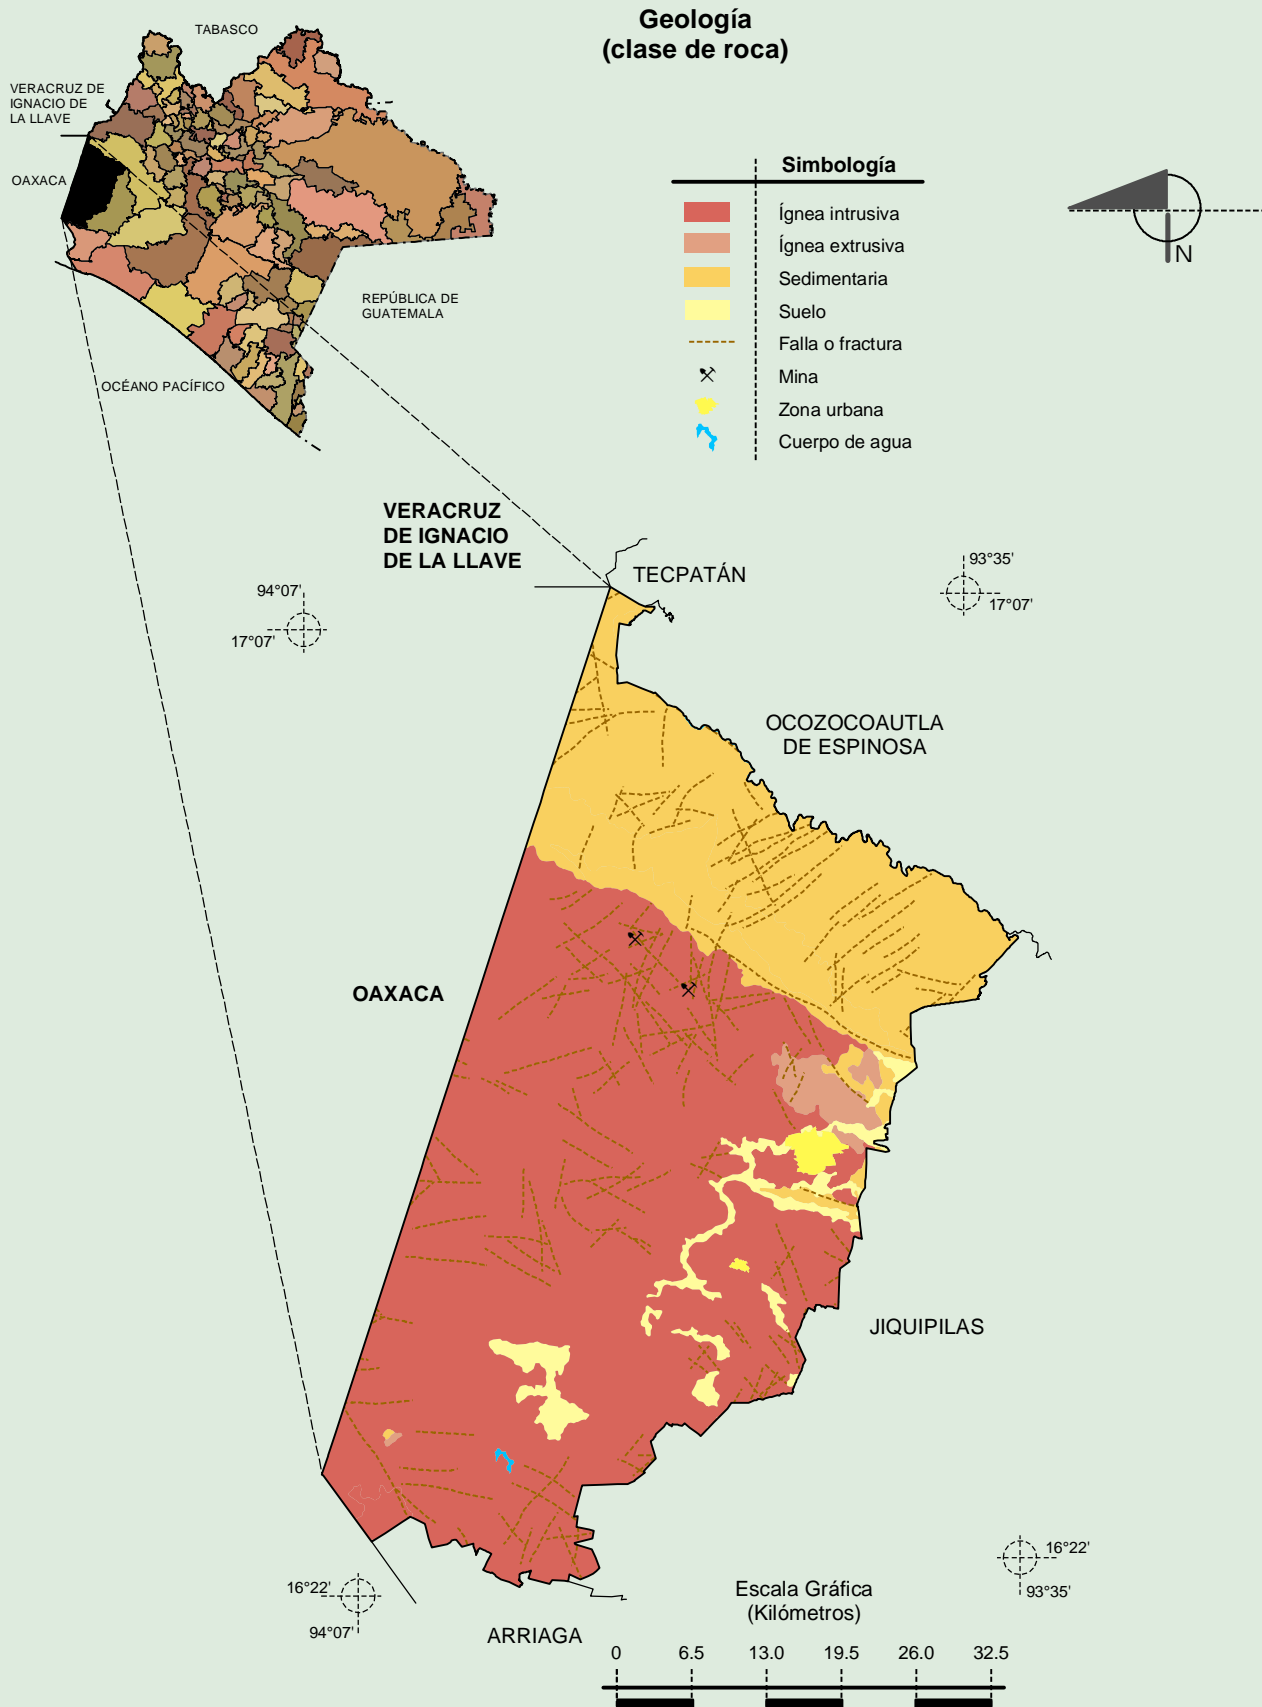 Geología
(clase de roca)
TABASCO
VERACRUZ DE
IGNACIO DE
LA LLAVE
OAXACA
REPÚBLICA DE
GUATEMALA
OCÉANO PACÍFICO
Simbología
Ígnea intrusiva
Ígnea extrusiva
Sedimentaria
Suelo
Falla o fractura
Mina
Zona urbana
Cuerpo de agua
N
VERACRUZ
DE IGNACIO
DE LA LLAVE
TECPATÁN
94°07'
17°07'
93°35'
17°07'
OCOZOCOAUTLA
DE ESPINOSA
OAXACA
JIQUIPILAS
16°22'
94°07'
16°22'
93°35'
ARRIAGA
Escala Gráfica
(Kilómetros)
0 6.5 13.0 19.5 26.0 32.5